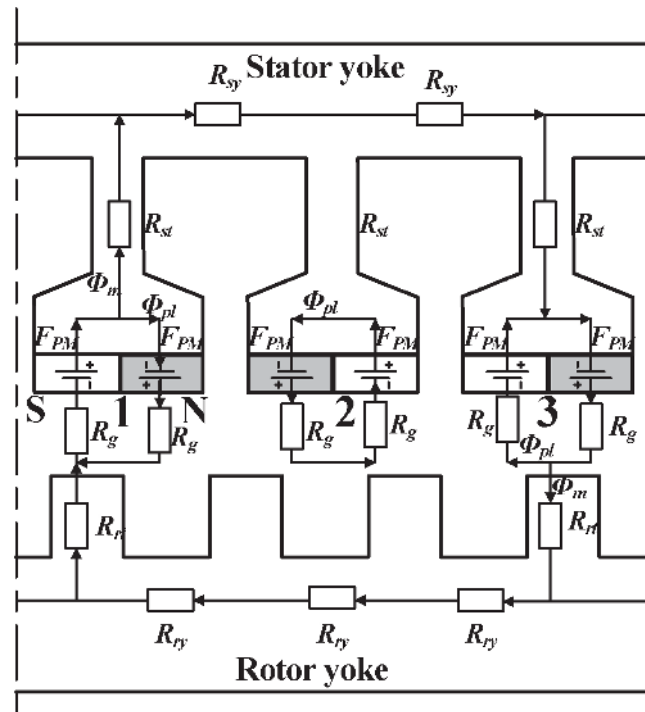 R_sy Stator yoke R_sy
R_st R_st R_st
Φ_m Φ_pl Φ_pl
F_PM F_PM F_PM F_PM F_PM F_PM
+ + + + + +
S 1 N 2 3
R_g R_g R_g R_g R_g R_g
Φ_pl
Φ_m
R_rt R_rt
R_ry R_ry R_ry
Rotor yoke